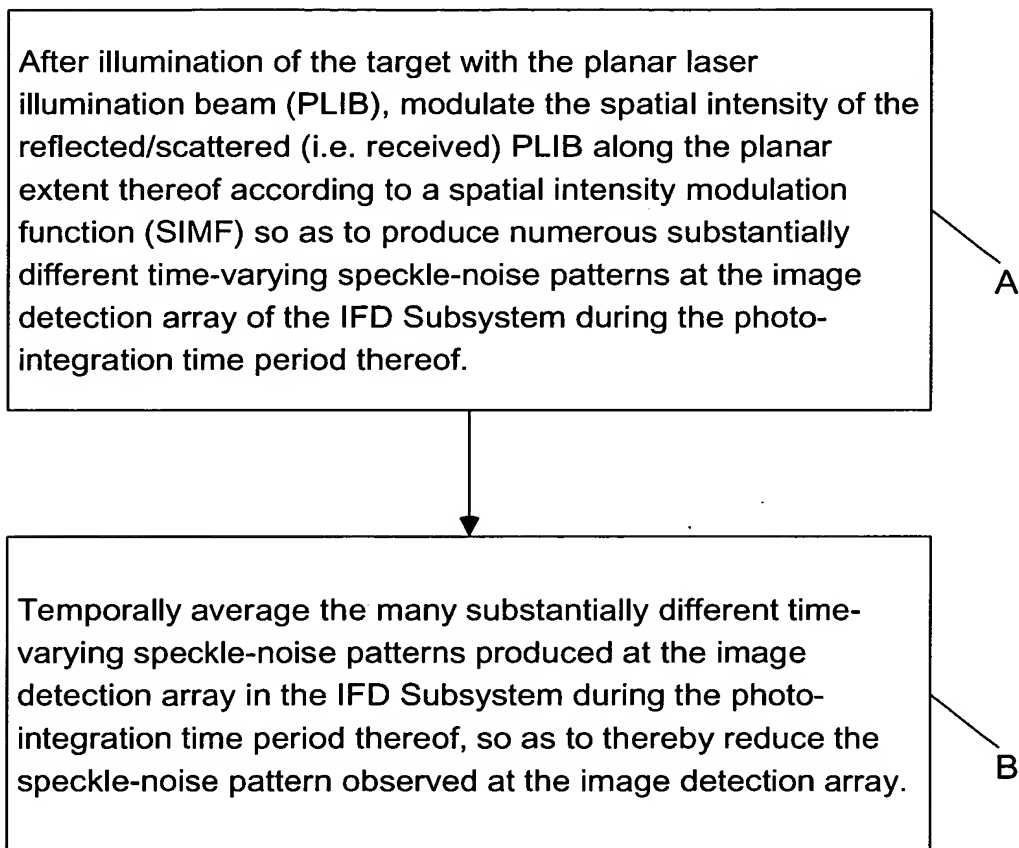 After illumination of the target with the planar laser
illumination beam (PLIB), modulate the spatial intensity of the
reflected/scattered (i.e. received) PLIB along the planar
extent thereof according to a spatial intensity modulation
function (SIMF) so as to produce numerous substantially
different time-varying speckle-noise patterns at the image
detection array of the IFD Subsystem during the photo-
integration time period thereof.
A
Temporally average the many substantially different time-
varying speckle-noise patterns produced at the image
detection array in the IFD Subsystem during the photo-
integration time period thereof, so as to thereby reduce the
speckle-noise pattern observed at the image detection array.
B